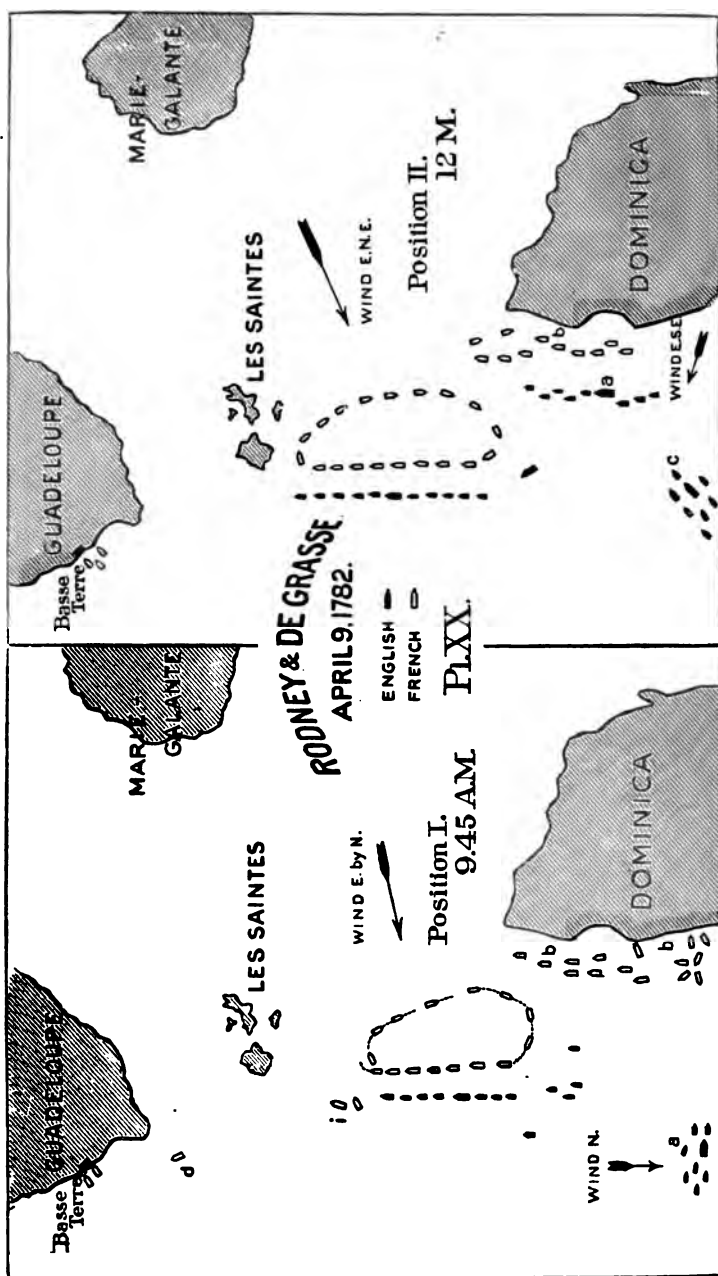 GUADELOUPE
Basse
Terre
MARIE-
GALANTE
d
LES SAINTES
WIND E. by N.
Position I.
9.45 A.M.
i
DOMINICA
b
b
WIND N.
a
RODNEY & DE GRASSE
APRIL 9, 1782.
ENGLISH
FRENCH
Pl. XX.
GUADELOUPE
Basse
Terre
MARIE-
GALANTE
LES SAINTES
WIND E.N.E.
Position II.
12 M.
DOMINICA
b
a
WIND E.S.E.
c